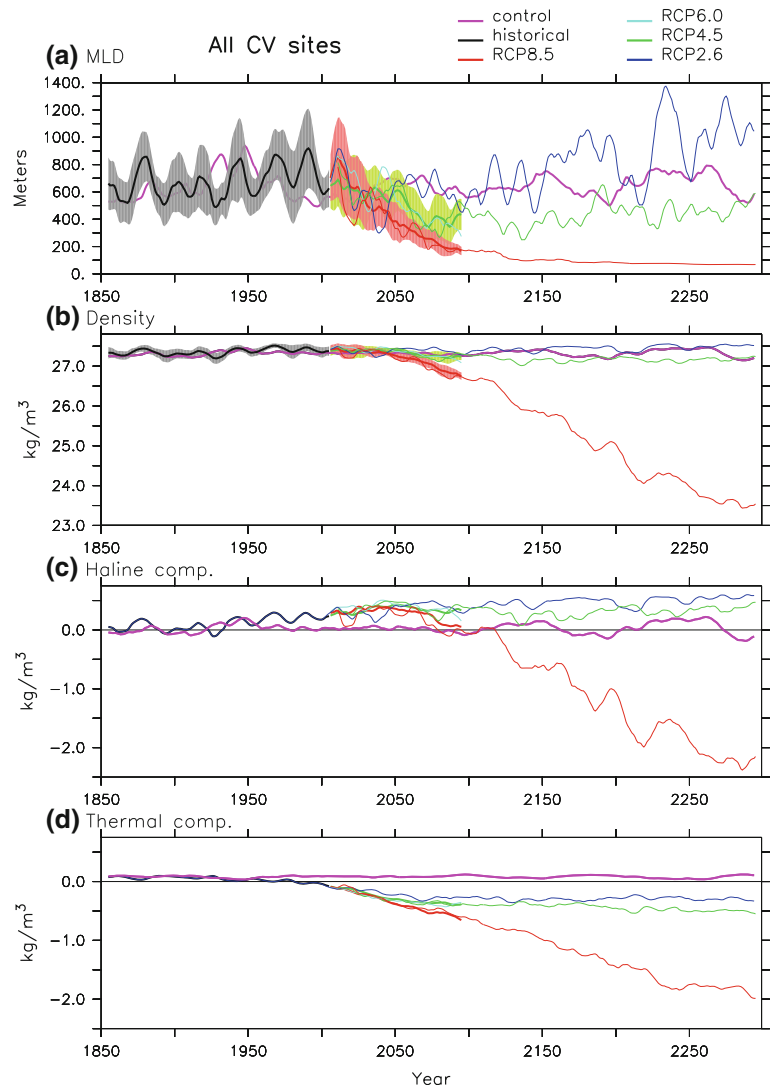 All CV sites
control
historical
RCP8.5
RCP6.0
RCP4.5
RCP2.6
(a) MLD
1400.
1200.
1000.
800.
600.
400.
200.
0.
Meters
1850 1950 2050 2150 2250
(b) Density
27.0
26.0
25.0
24.0
23.0
kg/m³
1850 1950 2050 2150 2250
(c) Haline comp.
0.0
-1.0
-2.0
kg/m³
1850 1950 2050 2150 2250
(d) Thermal comp.
0.0
-1.0
-2.0
kg/m³
1850 1950 2050 2150 2250
Year